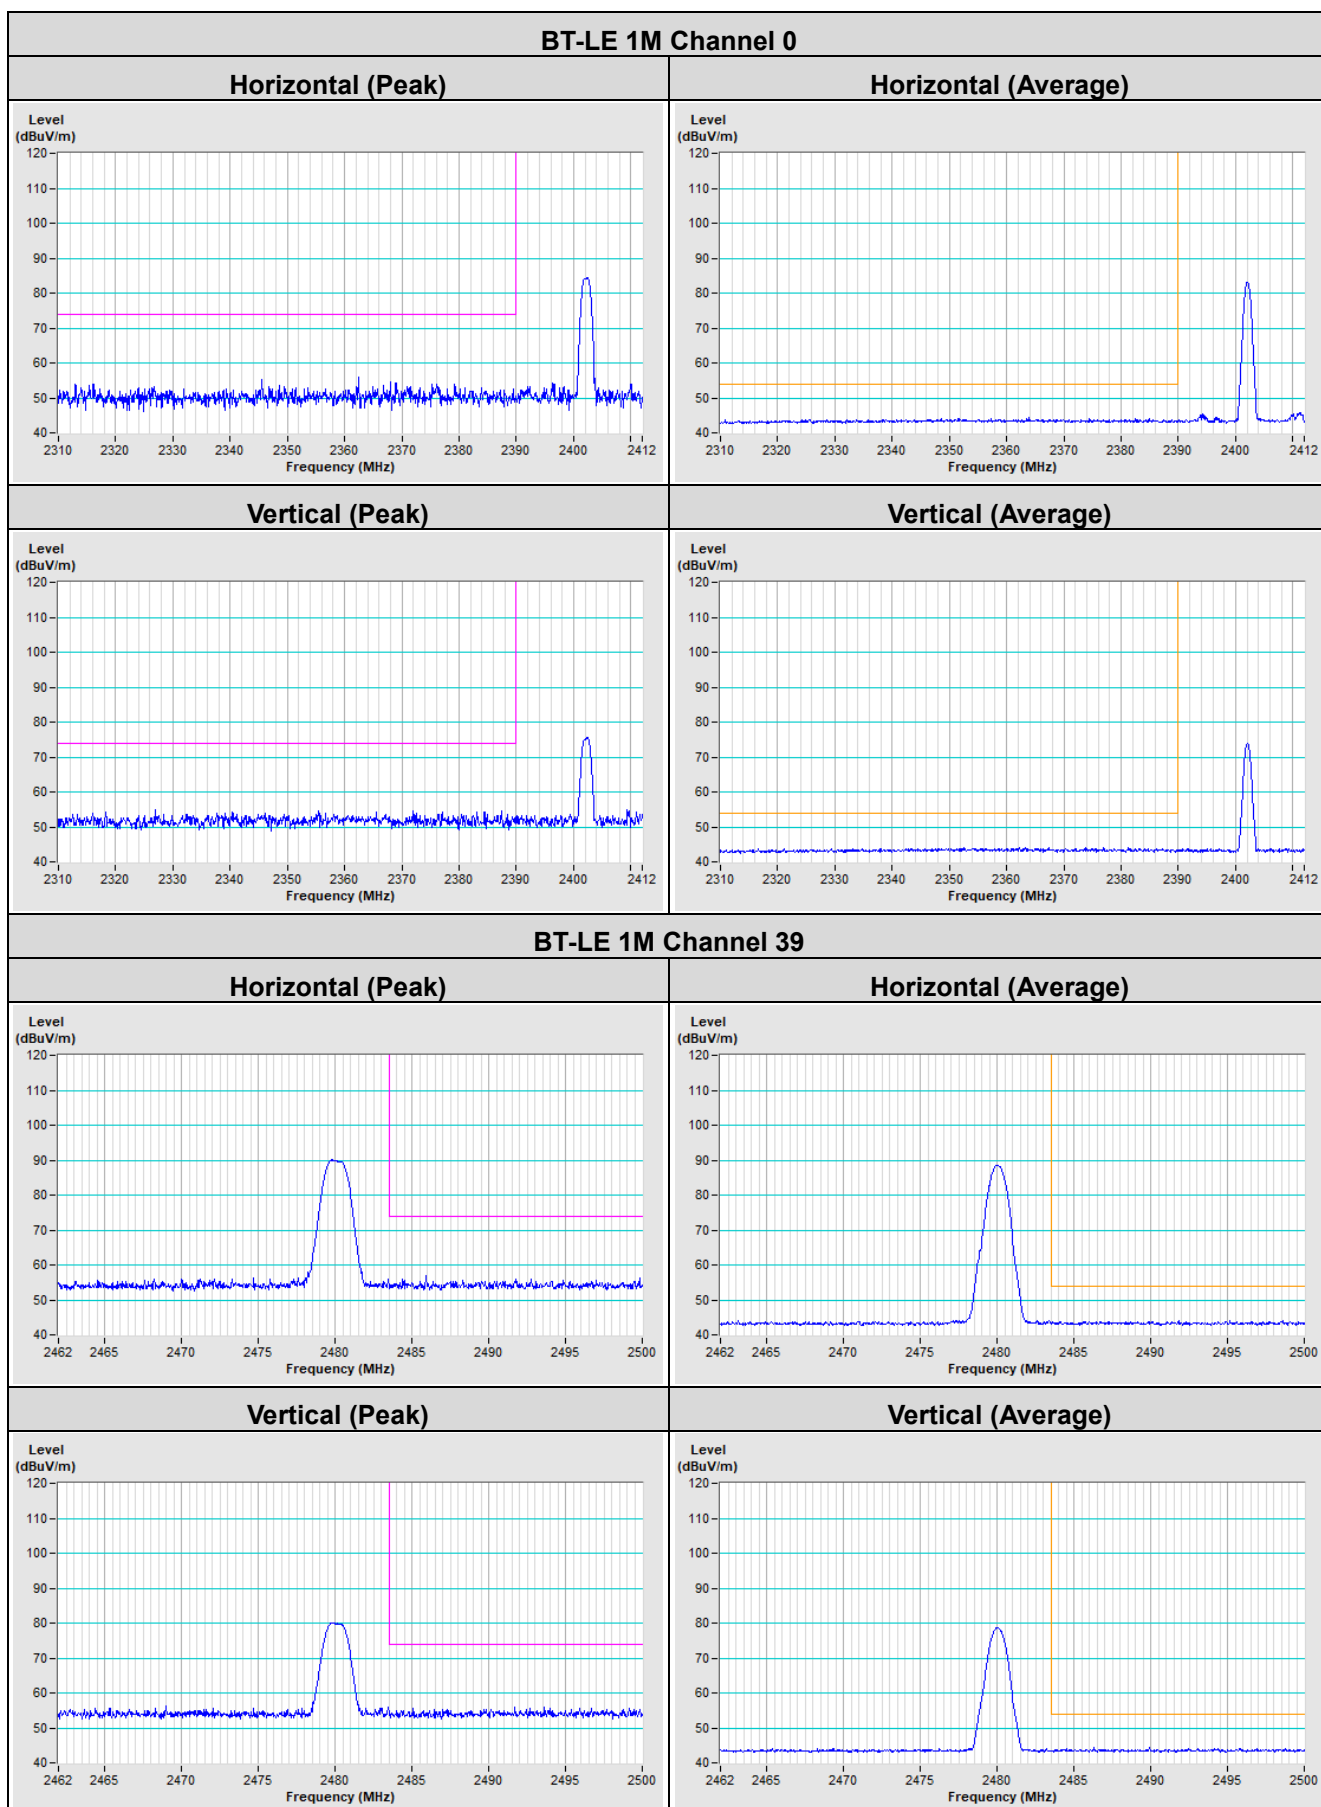 BT-LE 1M Channel 0
Horizontal (Peak)
Horizontal (Average)
Level
(dBuV/m)
120
110
100
90
80
70
60
50
40
2310 2320 2330 2340 2350 2360 2370 2380 2390 2400 2412
Frequency (MHz)
Level
(dBuV/m)
120
110
100
90
80
70
60
50
40
2310 2320 2330 2340 2350 2360 2370 2380 2390 2400 2412
Frequency (MHz)
Vertical (Peak)
Vertical (Average)
Level
(dBuV/m)
120
110
100
90
80
70
60
50
40
2310 2320 2330 2340 2350 2360 2370 2380 2390 2400 2412
Frequency (MHz)
Level
(dBuV/m)
120
110
100
90
80
70
60
50
40
2310 2320 2330 2340 2350 2360 2370 2380 2390 2400 2412
Frequency (MHz)
BT-LE 1M Channel 39
Horizontal (Peak)
Horizontal (Average)
Level
(dBuV/m)
120
110
100
90
80
70
60
50
40
2462 2465 2470 2475 2480 2485 2490 2495 2500
Frequency (MHz)
Level
(dBuV/m)
120
110
100
90
80
70
60
50
40
2462 2465 2470 2475 2480 2485 2490 2495 2500
Frequency (MHz)
Vertical (Peak)
Vertical (Average)
Level
(dBuV/m)
120
110
100
90
80
70
60
50
40
2462 2465 2470 2475 2480 2485 2490 2495 2500
Frequency (MHz)
Level
(dBuV/m)
120
110
100
90
80
70
60
50
40
2462 2465 2470 2475 2480 2485 2490 2495 2500
Frequency (MHz)